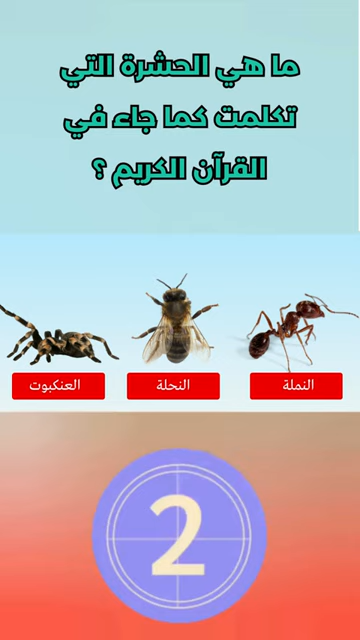 ما هي الحشرة التي
تكلمت كما جاء في
القرآن الكريم ؟
النملة
النحلة
العنكبوت
2